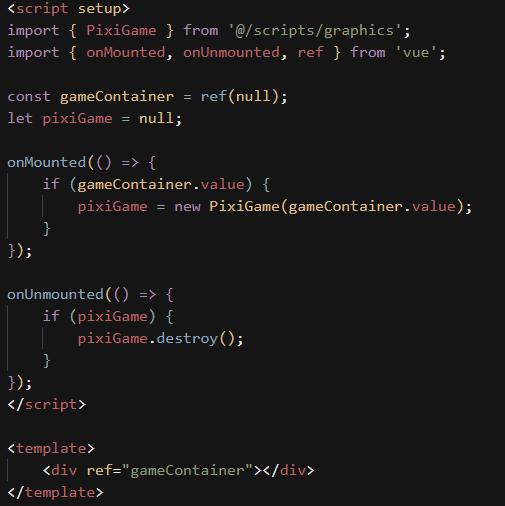 <script setup>
import { PixiGame } from '@/scripts/graphics';
import { onMounted, onUnmounted, ref } from 'vue';

const gameContainer = ref(null);
let pixiGame = null;

onMounted(() => {
    if (gameContainer.value) {
        pixiGame = new PixiGame(gameContainer.value);
    }
});

onUnmounted(() => {
    if (pixiGame) {
        pixiGame.destroy();
    }
});
</script>

<template>
    <div ref="gameContainer"></div>
</template>